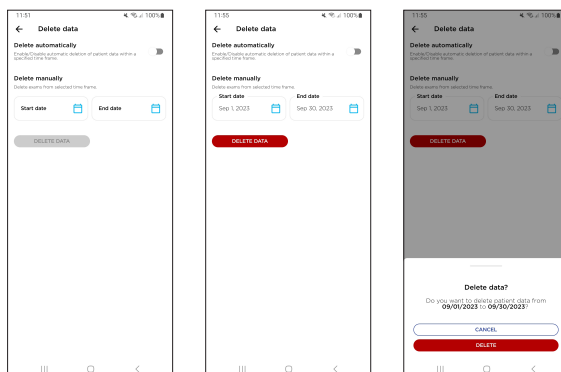 11:51
100%
Delete data
Delete automatically
Enable/Disable automatic deletion of patient data within a
specified time frame.
Delete manually
Delete exams from selected time frame.
Start date
End date
DELETE DATA
11:55
100%
Delete data
Delete automatically
Enable/Disable automatic deletion of patient data within a
specified time frame.
Delete manually
Delete exams from selected time frame.
Start date
End date
Sep 1, 2023
Sep 30, 2023
DELETE DATA
11:55
100%
Delete data
Delete automatically
Enable/Disable automatic deletion of patient data within a
specified time frame.
Delete manually
Delete exams from selected time frame.
Start date
End date
Sep 1, 2023
Sep 30, 2023
DELETE DATA
Delete data?
Do you want to delete patient data from
09/01/2023 to 09/30/2023?
CANCEL
DELETE